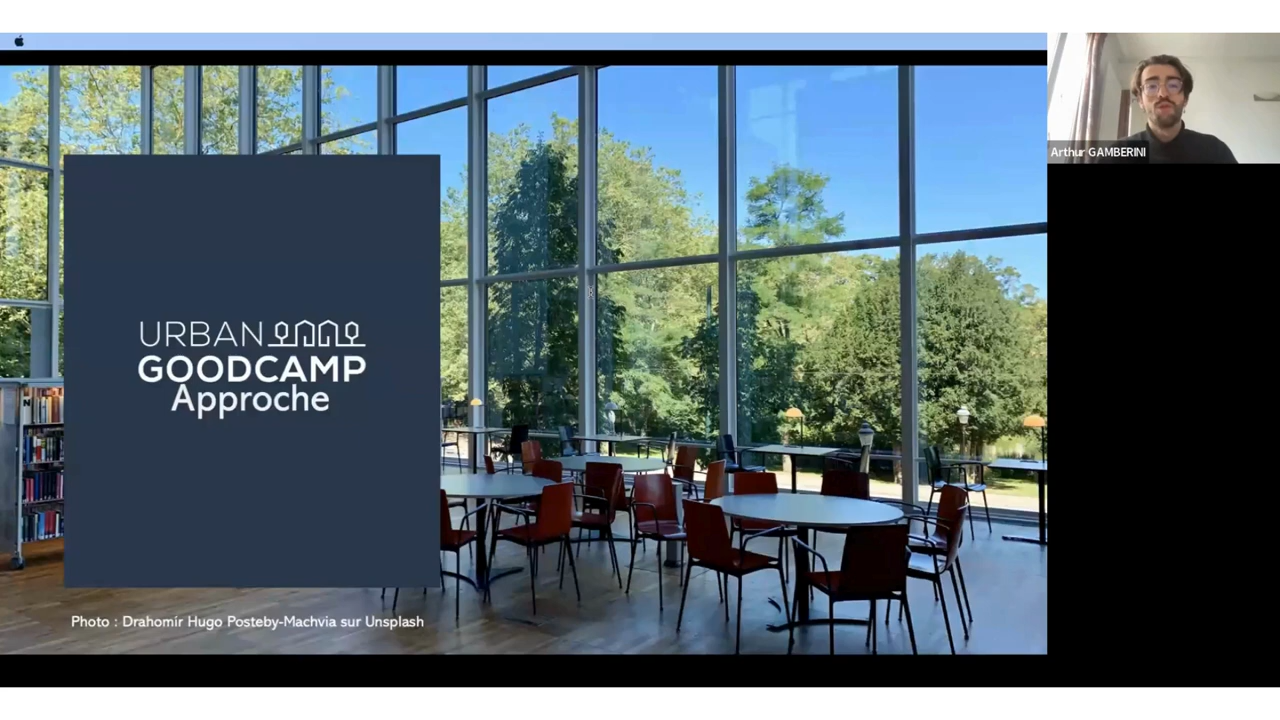 Arthur GAMBERINI
URBAN
GOODCAMP
Approche
N
Photo : Drahomír Hugo Posteby-Machvia sur Unsplash